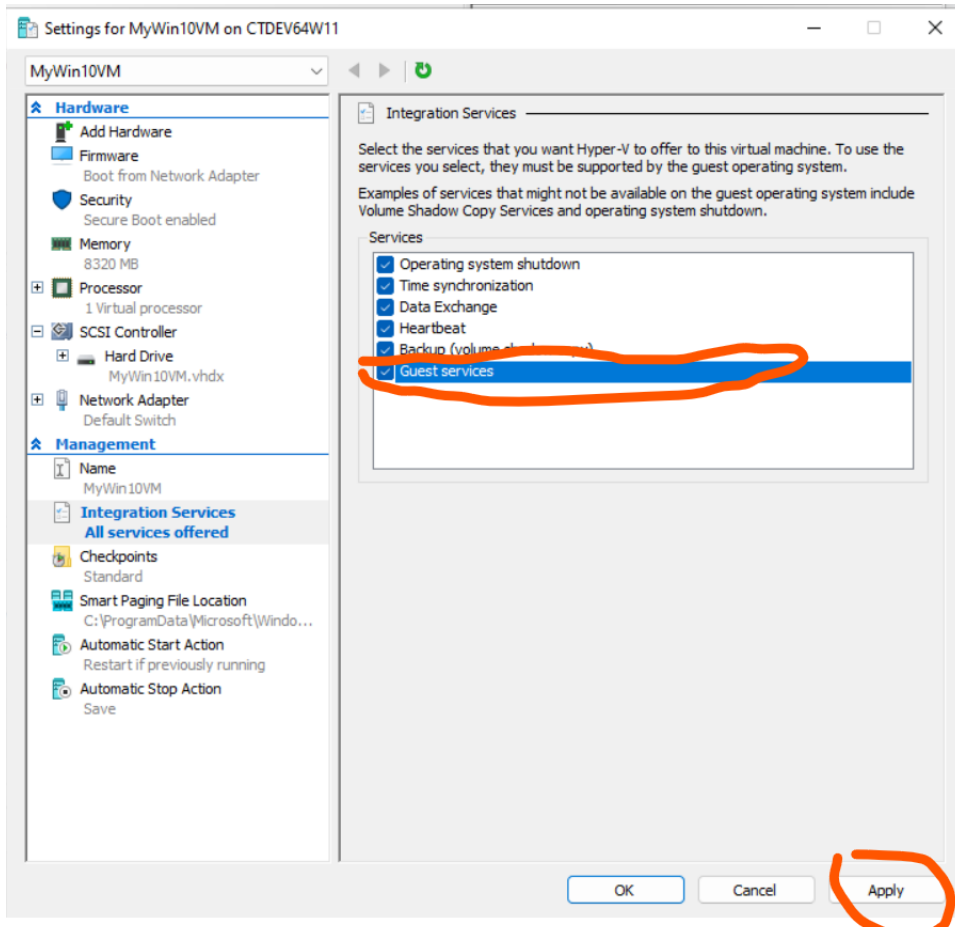 Settings for MyWin10VM on CTDEV64W11
MyWin10VM
Hardware
Add Hardware
Firmware
Boot from Network Adapter
Security
Secure Boot enabled
Memory
8320 MB
Processor
1 Virtual processor
SCSI Controller
Hard Drive
MyWin10VM.vhdx
Network Adapter
Default Switch
Management
Name
MyWin10VM
Integration Services
All services offered
Checkpoints
Standard
Smart Paging File Location
C:\ProgramData\Microsoft\Windo...
Automatic Start Action
Restart if previously running
Automatic Stop Action
Save
Integration Services
Select the services that you want Hyper-V to offer to this virtual machine. To use the
services you select, they must be supported by the guest operating system.
Examples of services that might not be available on the guest operating system include
Volume Shadow Copy Services and operating system shutdown.
Services
Operating system shutdown
Time synchronization
Data Exchange
Heartbeat
Backup (volume
Guest services
OK
Cancel
Apply